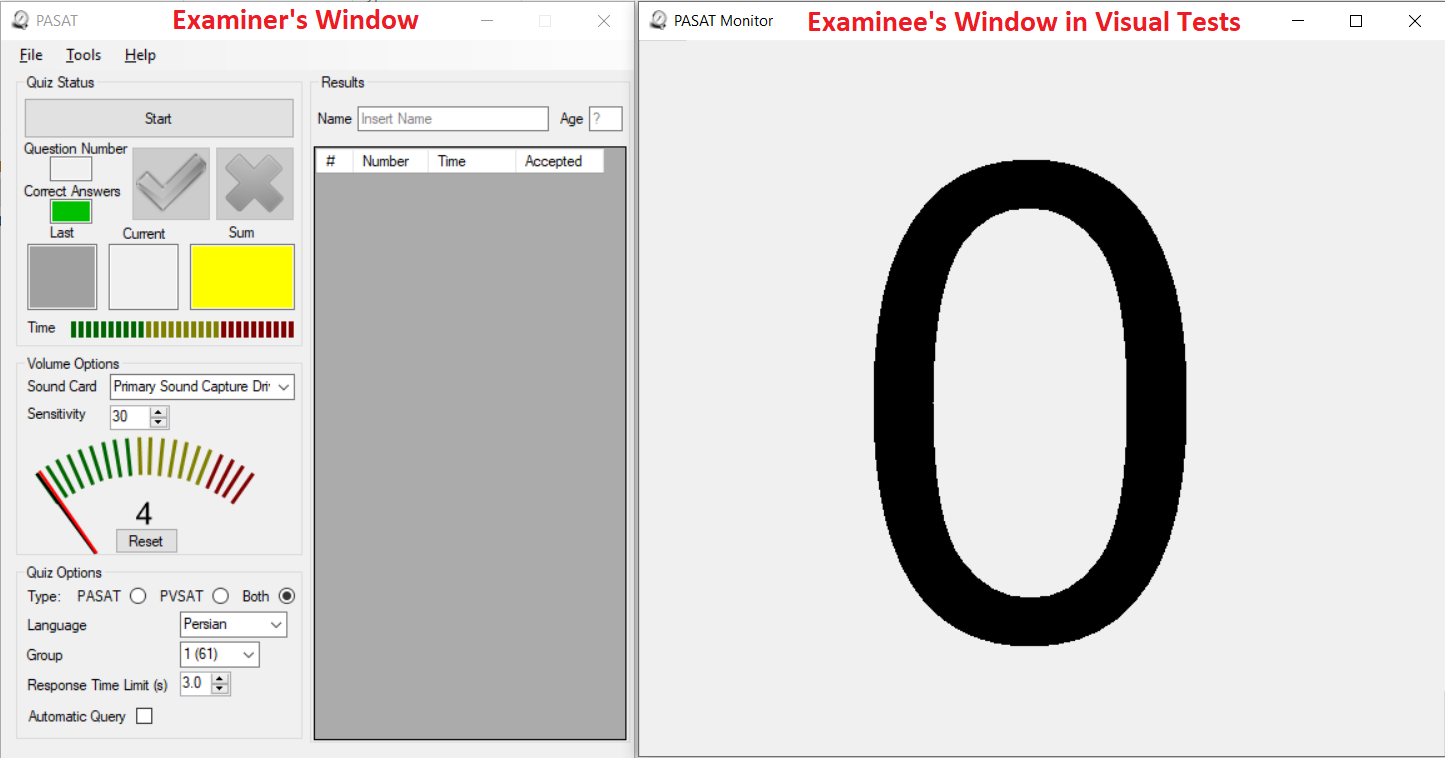 PASAT
Examiner's Window
File Tools Help
Quiz Status
Start
Question Number
Correct Answers
Last Current Sum
Time
Volume Options
Sound Card Primary Sound Capture Dri
Sensitivity 30
4
Reset
Quiz Options
Type: PASAT PVSAT Both
Language Persian
Group 1 (61)
Response Time Limit (s) 3.0
Automatic Query
Results
Name Insert Name Age ?
# Number Time Accepted
PASAT Monitor
Examinee's Window in Visual Tests
0